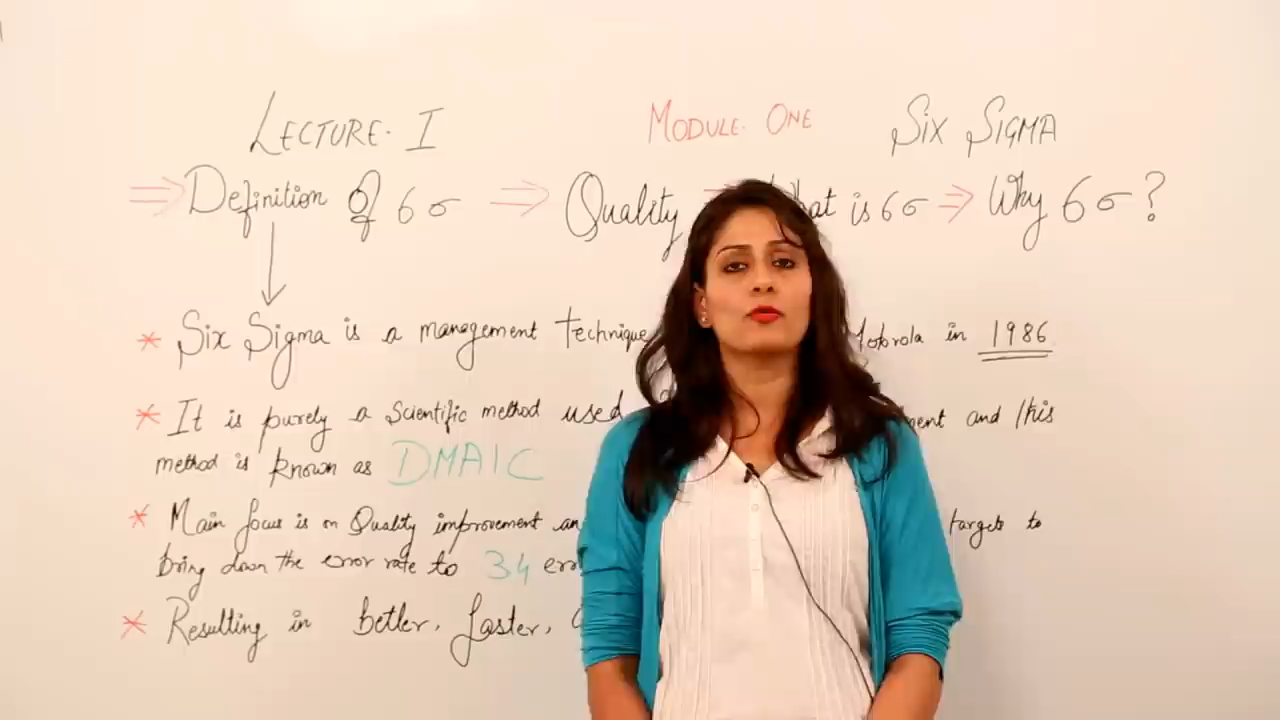 LECTURE- I MODULE- ONE SIX SIGMA
⇒ Definition Of 6σ ⇒ Quality ⇒ What is 6σ ⇒ Why 6σ?
* Six Sigma is a management Technique Motorola in 1986
* It is purely a scientific method used and this
method is known as DMAIC
* Main focus is on Quality improvement targets to
bring down the error rate to 34
* Resulting in better, faster,